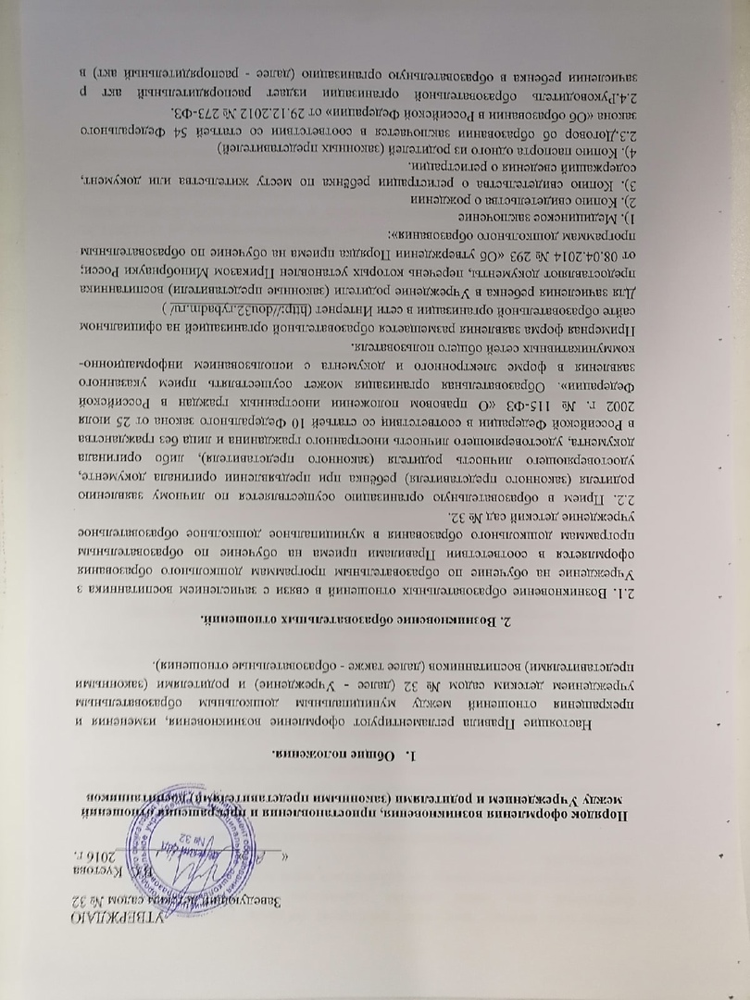 УТВЕРЖДАЮ
Заведующий детским садом № 32
Кустова
« 2016 г.
Порядок оформления возникновения, приостановления и прекращения отношений
между Учреждением и родителями (законными представителями) воспитанников
1. Общие положения.
Настоящие Правила регламентируют оформление возникновения, изменения и
прекращения отношений между муниципальным дошкольным образовательным
учреждением детским садом № 32 (далее - Учреждение) и родителями (законными
представителями) воспитанников (далее также - образовательные отношения).
2. Возникновение образовательных отношений.
2.1. Возникновение образовательных отношений в связи с зачислением воспитанника з
Учреждение на обучение по образовательным программам дошкольного образования
оформляется в соответствии Правилами приема на обучение по образовательным
программам дошкольного образования в муниципальное дошкольное образовательное
учреждение детский сад № 32.
2.2. Прием в образовательную организацию осуществляется по личному заявлению
родителя (законного представителя) ребёнка при предъявлении оригинала документе,
удостоверяющего личность родителя (законного представителя), либо оригинала
документа, удостоверяющего личность иностранного гражданина и лица без гражданства
в Российской Федерации в соответствии со статьей 10 Федерального закона от 25 июля
2002 г. № 115-ФЗ «О правовом положении иностранных граждан в Российской
Федерации». Образовательная организация может осуществлять прием указанного
заявления в форме электронного и документа с использованием информационно-
коммуникативных сетей общего пользователя.
Примерная форма заявления размещается образовательной организацией на официальном
сайте образовательной организации в сети Интернет (http://dou32.rybadm.ru/ )
Для зачисления ребенка в Учреждение родители (законные представители) воспитанника
предоставляют документы, перечень которых установлен Приказом Минобрнауки Росси;
от 08.04.2014 № 293 «Об утверждении Порядка приема на обучение по образовательным
программам дошкольного образования»:
1). Медицинское заключение
2). Копию свидетельства о рождении
3). Копию свидетельства о регистрации ребёнка по месту жительства или документ,
содержащий сведения о регистрации.
4). Копию паспорта одного из родителей (законных представителей)
2.3.Договор об образовании заключается в соответствии со статьей 54 Федерального
закона «Об образовании в Российской Федерации» от 29.12.2012 № 273-ФЗ.
2.4.Руководитель образовательной организации издает распорядительный акт р
зачислении ребенка в образовательную организацию (далее - распорядительный акт) в